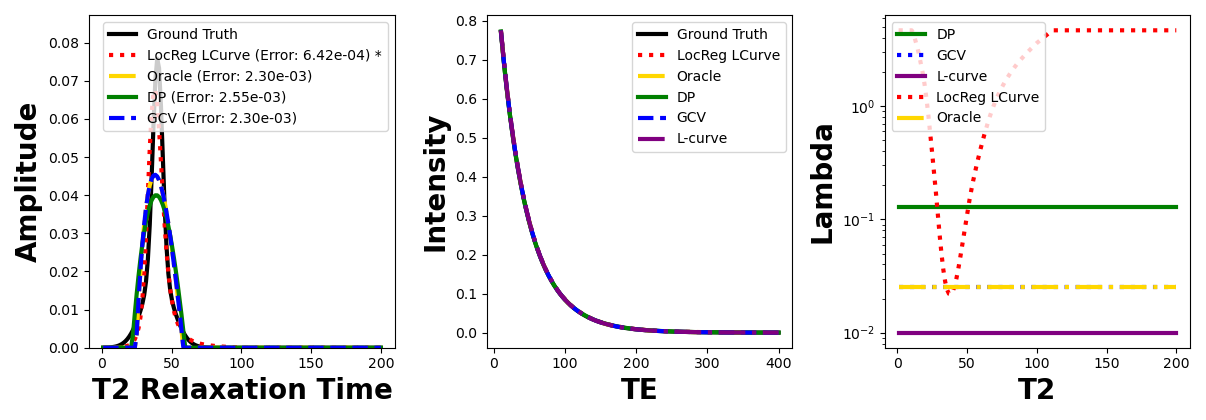 Amplitude
0.08
0.07
0.06
0.05
0.04
0.03
0.02
0.01
0.00
Ground Truth
LocReg LCurve (Error: 6.42e-04) *
Oracle (Error: 2.30e-03)
DP (Error: 2.55e-03)
GCV (Error: 2.30e-03)
0 50 100 150 200
T2 Relaxation Time
Intensity
0.8
0.7
0.6
0.5
0.4
0.3
0.2
0.1
0.0
Ground Truth
LocReg LCurve
Oracle
DP
GCV
L-curve
0 100 200 300 400
TE
Lambda
10⁰
10⁻¹
10⁻²
DP
GCV
L-curve
LocReg LCurve
Oracle
0 50 100 150 200
T2